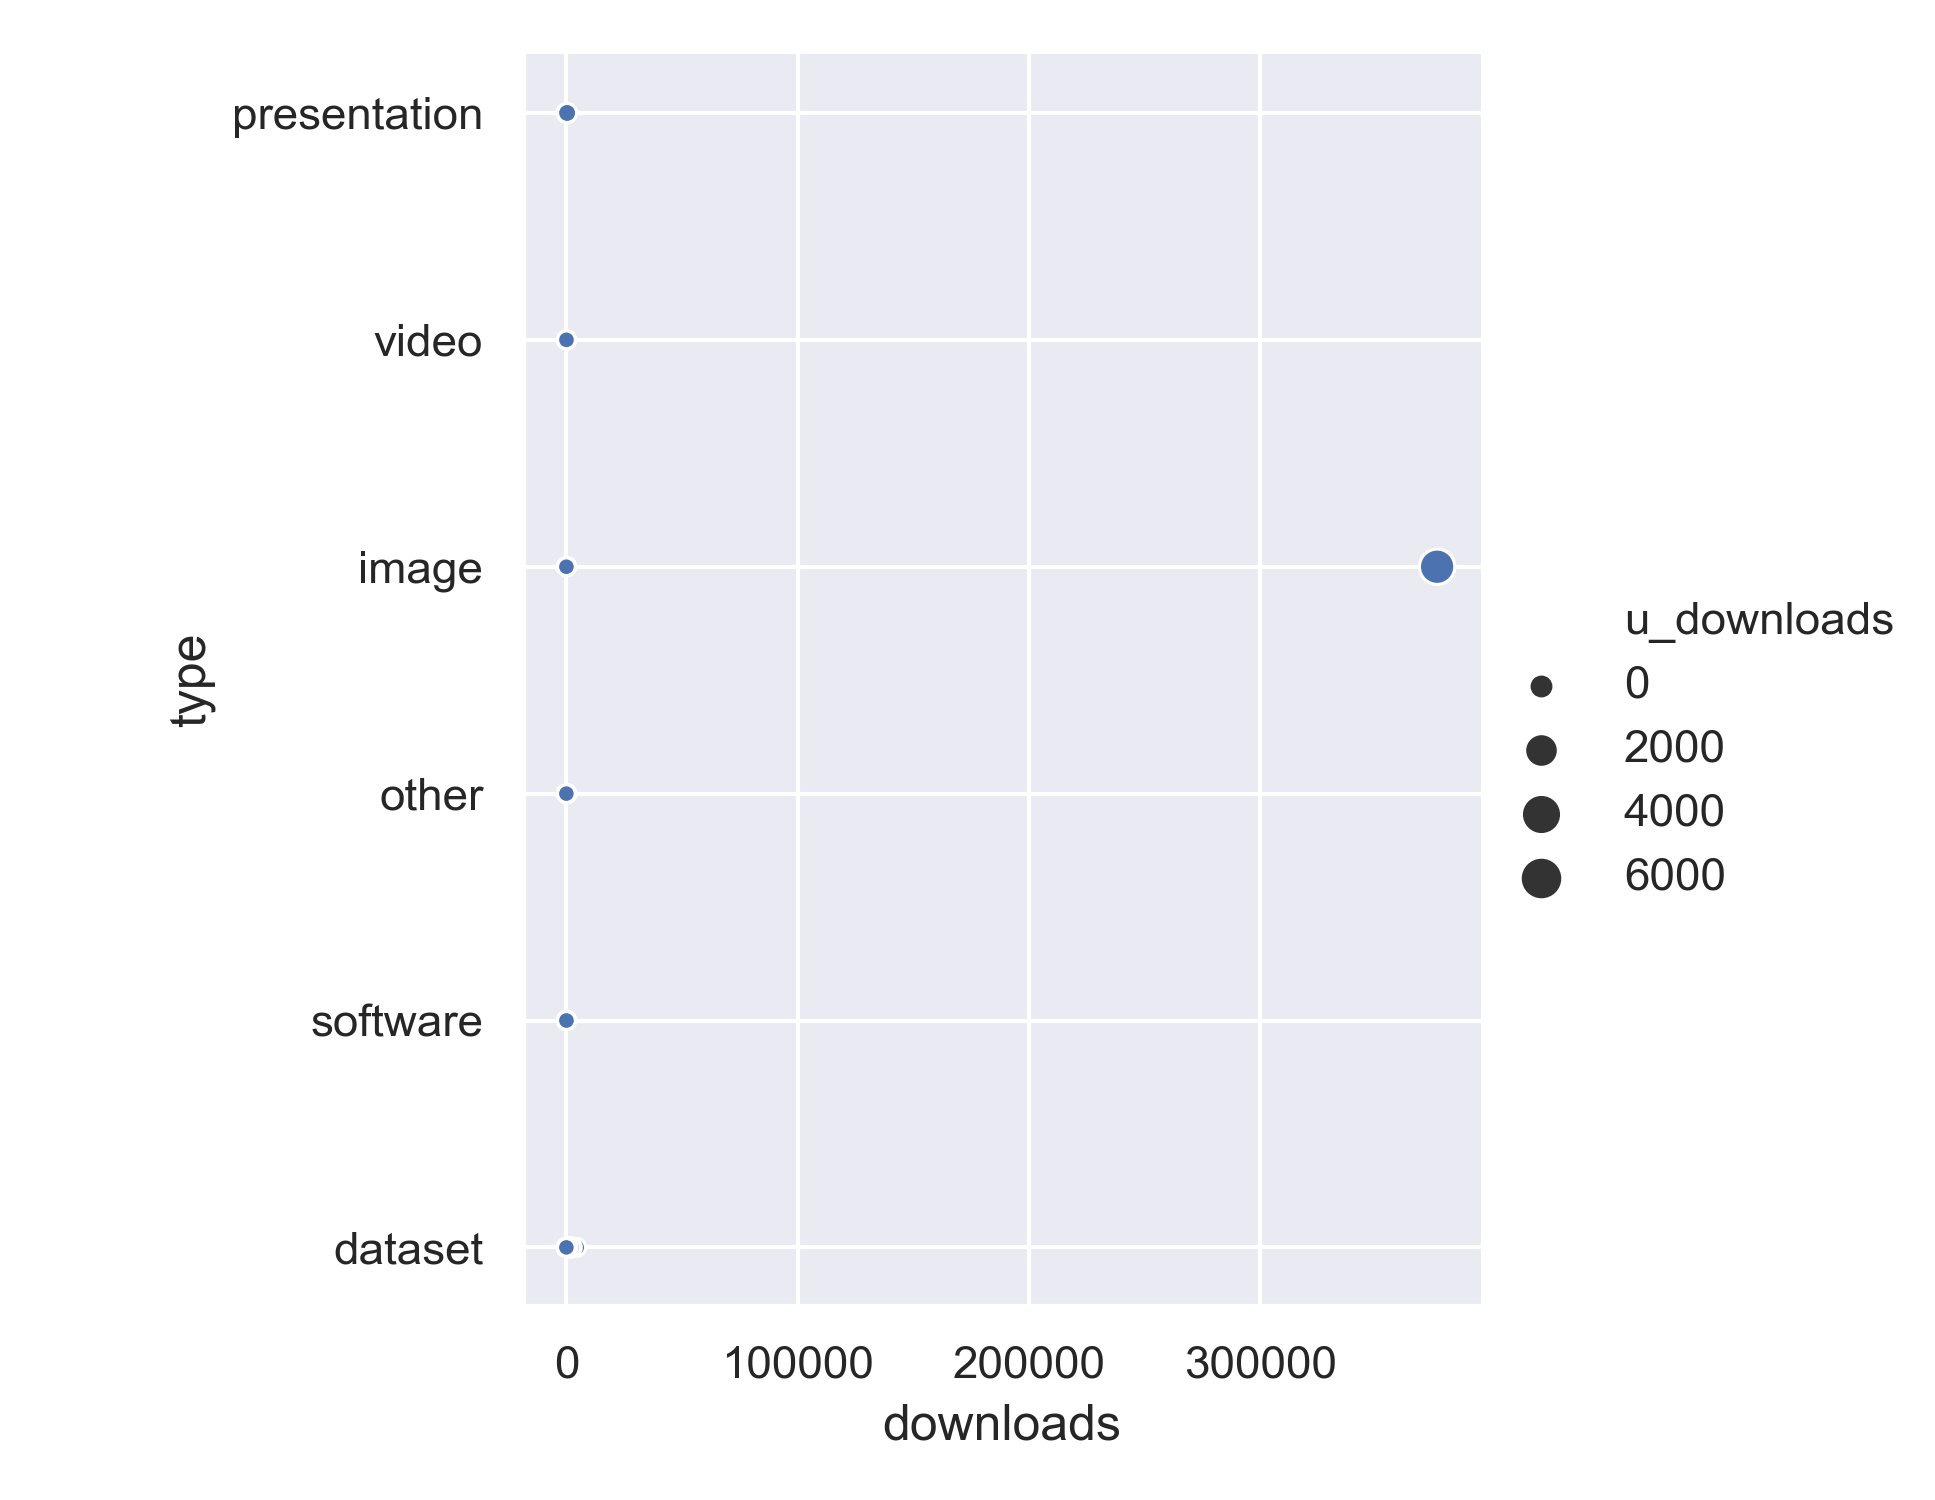 presentation
video
image
other
software
dataset
type
0 100000 200000 300000
downloads
u_downloads
0
2000
4000
6000